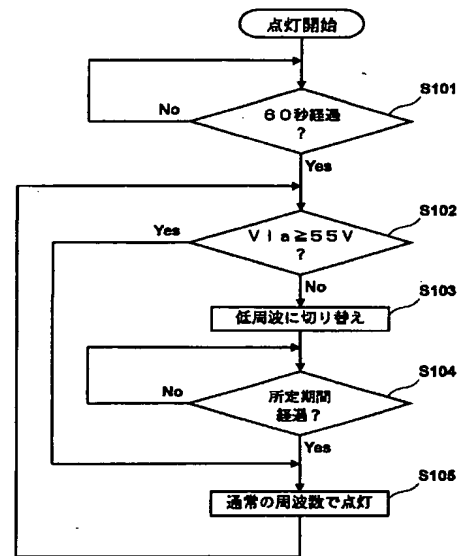 点灯開始
S101
No
60秒経過
?
Yes
S102
Yes
Vla≧55V
?
No
S103
低周波に切り替え
S104
No
所定期間
経過?
Yes
S105
通常の周波数で点灯